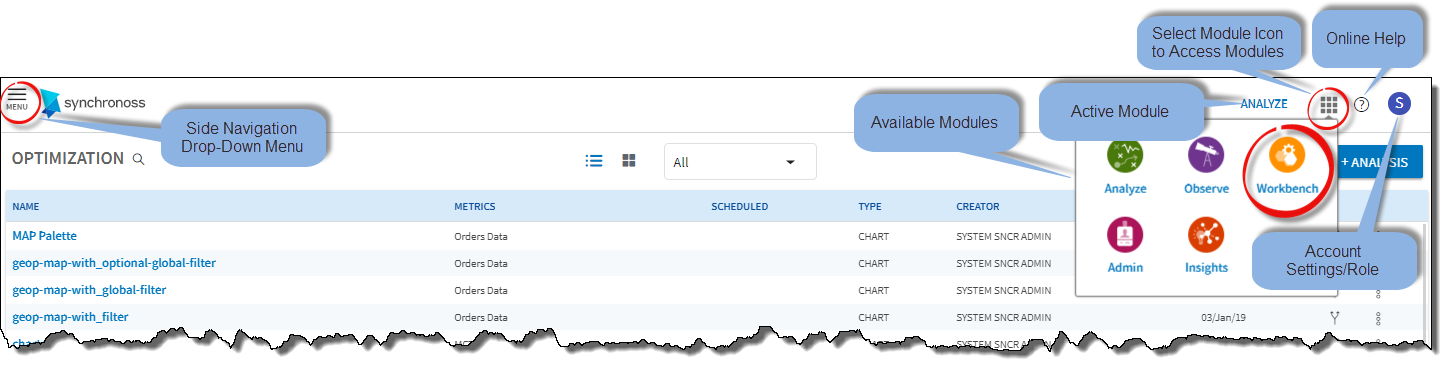 Select Module Icon
to Access Modules
Online Help
MENU
synchronoss
Side Navigation
Drop-Down Menu
Available Modules
Active Module
ANALYZE
?
S
OPTIMIZATION
All
+ ANALYSIS
Analyze
Observe
Workbench
Admin
Insights
Account
Settings/Role
NAME METRICS SCHEDULED TYPE CREATOR
MAP Palette Orders Data CHART SYSTEM SNCR ADMIN
geop-map-with_optional-global-filter Orders Data CHART SYSTEM SNCR ADMIN
geop-map-with_global-filter Orders Data CHART SYSTEM SNCR ADMIN
geop-map-with_filter Orders Data CHART SYSTEM SNCR ADMIN 03/Jan/19